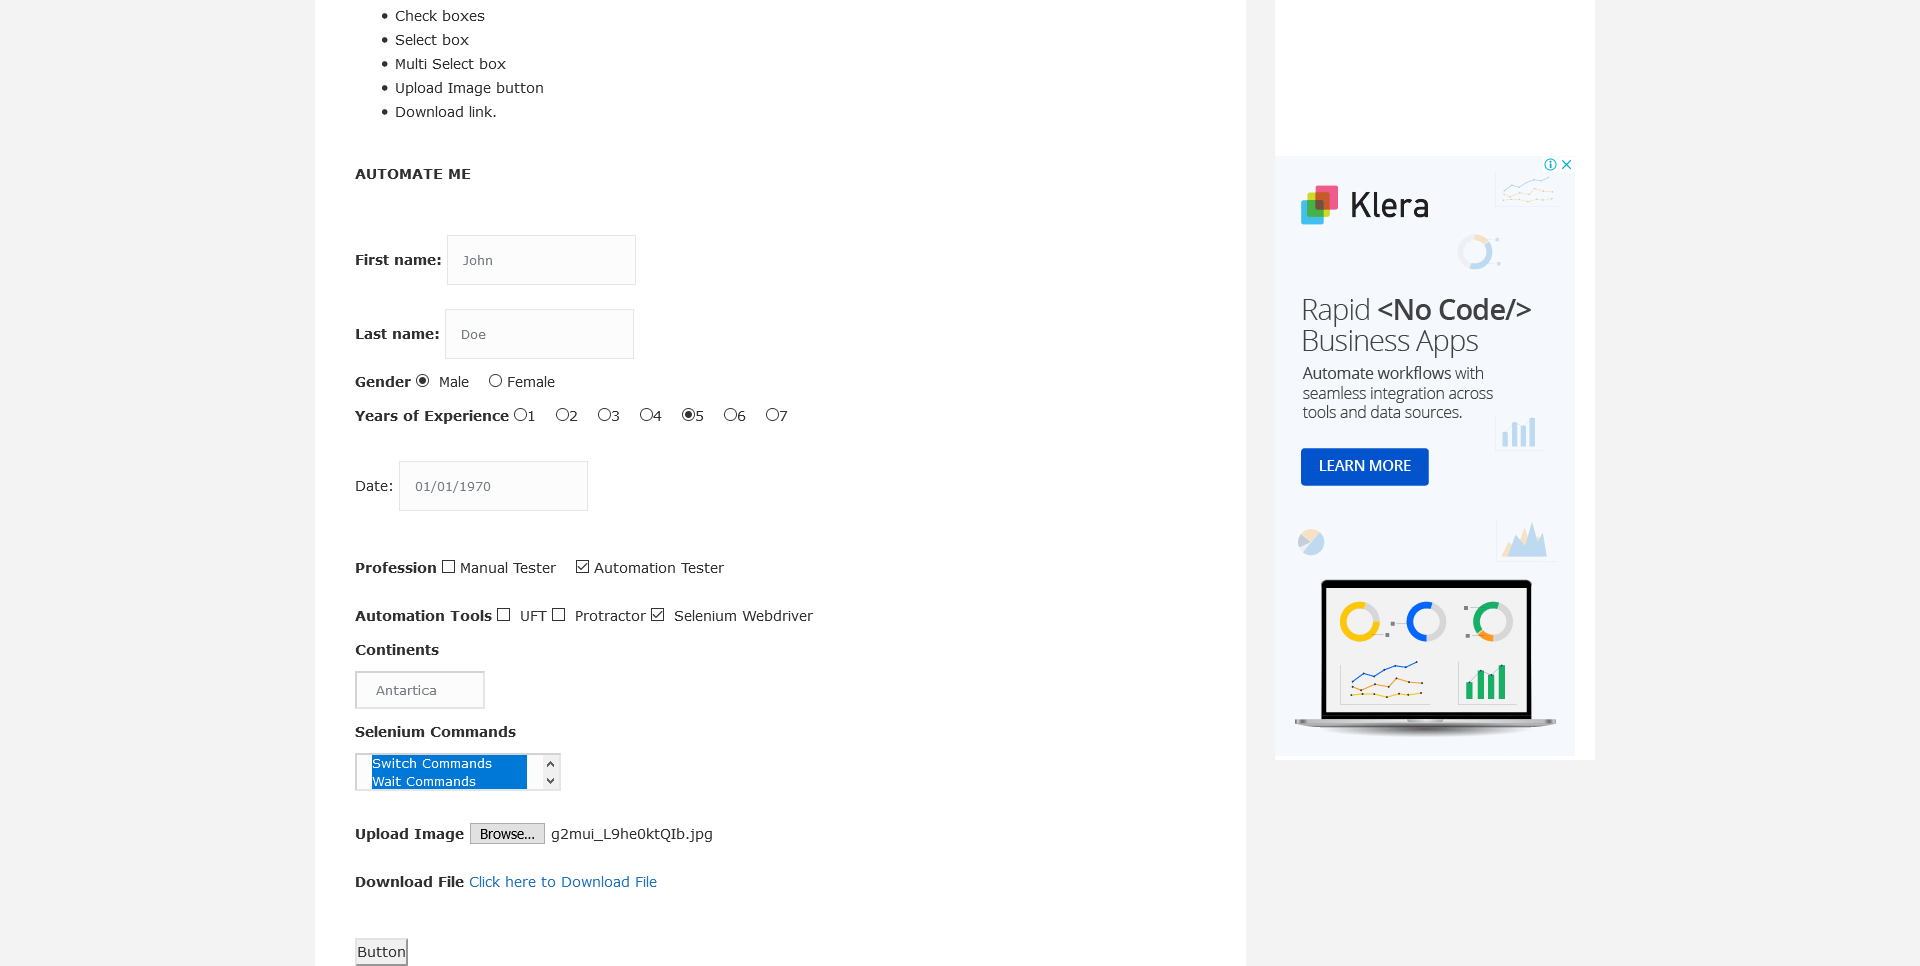 Check boxes
Select box
Multi Select box
Upload Image button
Download link.
AUTOMATE ME
First name: John
Last name: Doe
Gender Male Female
Years of Experience 1 2 3 4 5 6 7
Date: 01/01/1970
Profession Manual Tester Automation Tester
Automation Tools UFT Protractor Selenium Webdriver
Continents
Antartica
Selenium Commands
Switch Commands
Wait Commands
Upload Image Browse... g2mui_L9he0ktQIb.jpg
Download File Click here to Download File
Button
Klera
Rapid <No Code/>
Business Apps
Automate workflows with
seamless integration across
tools and data sources.
LEARN MORE